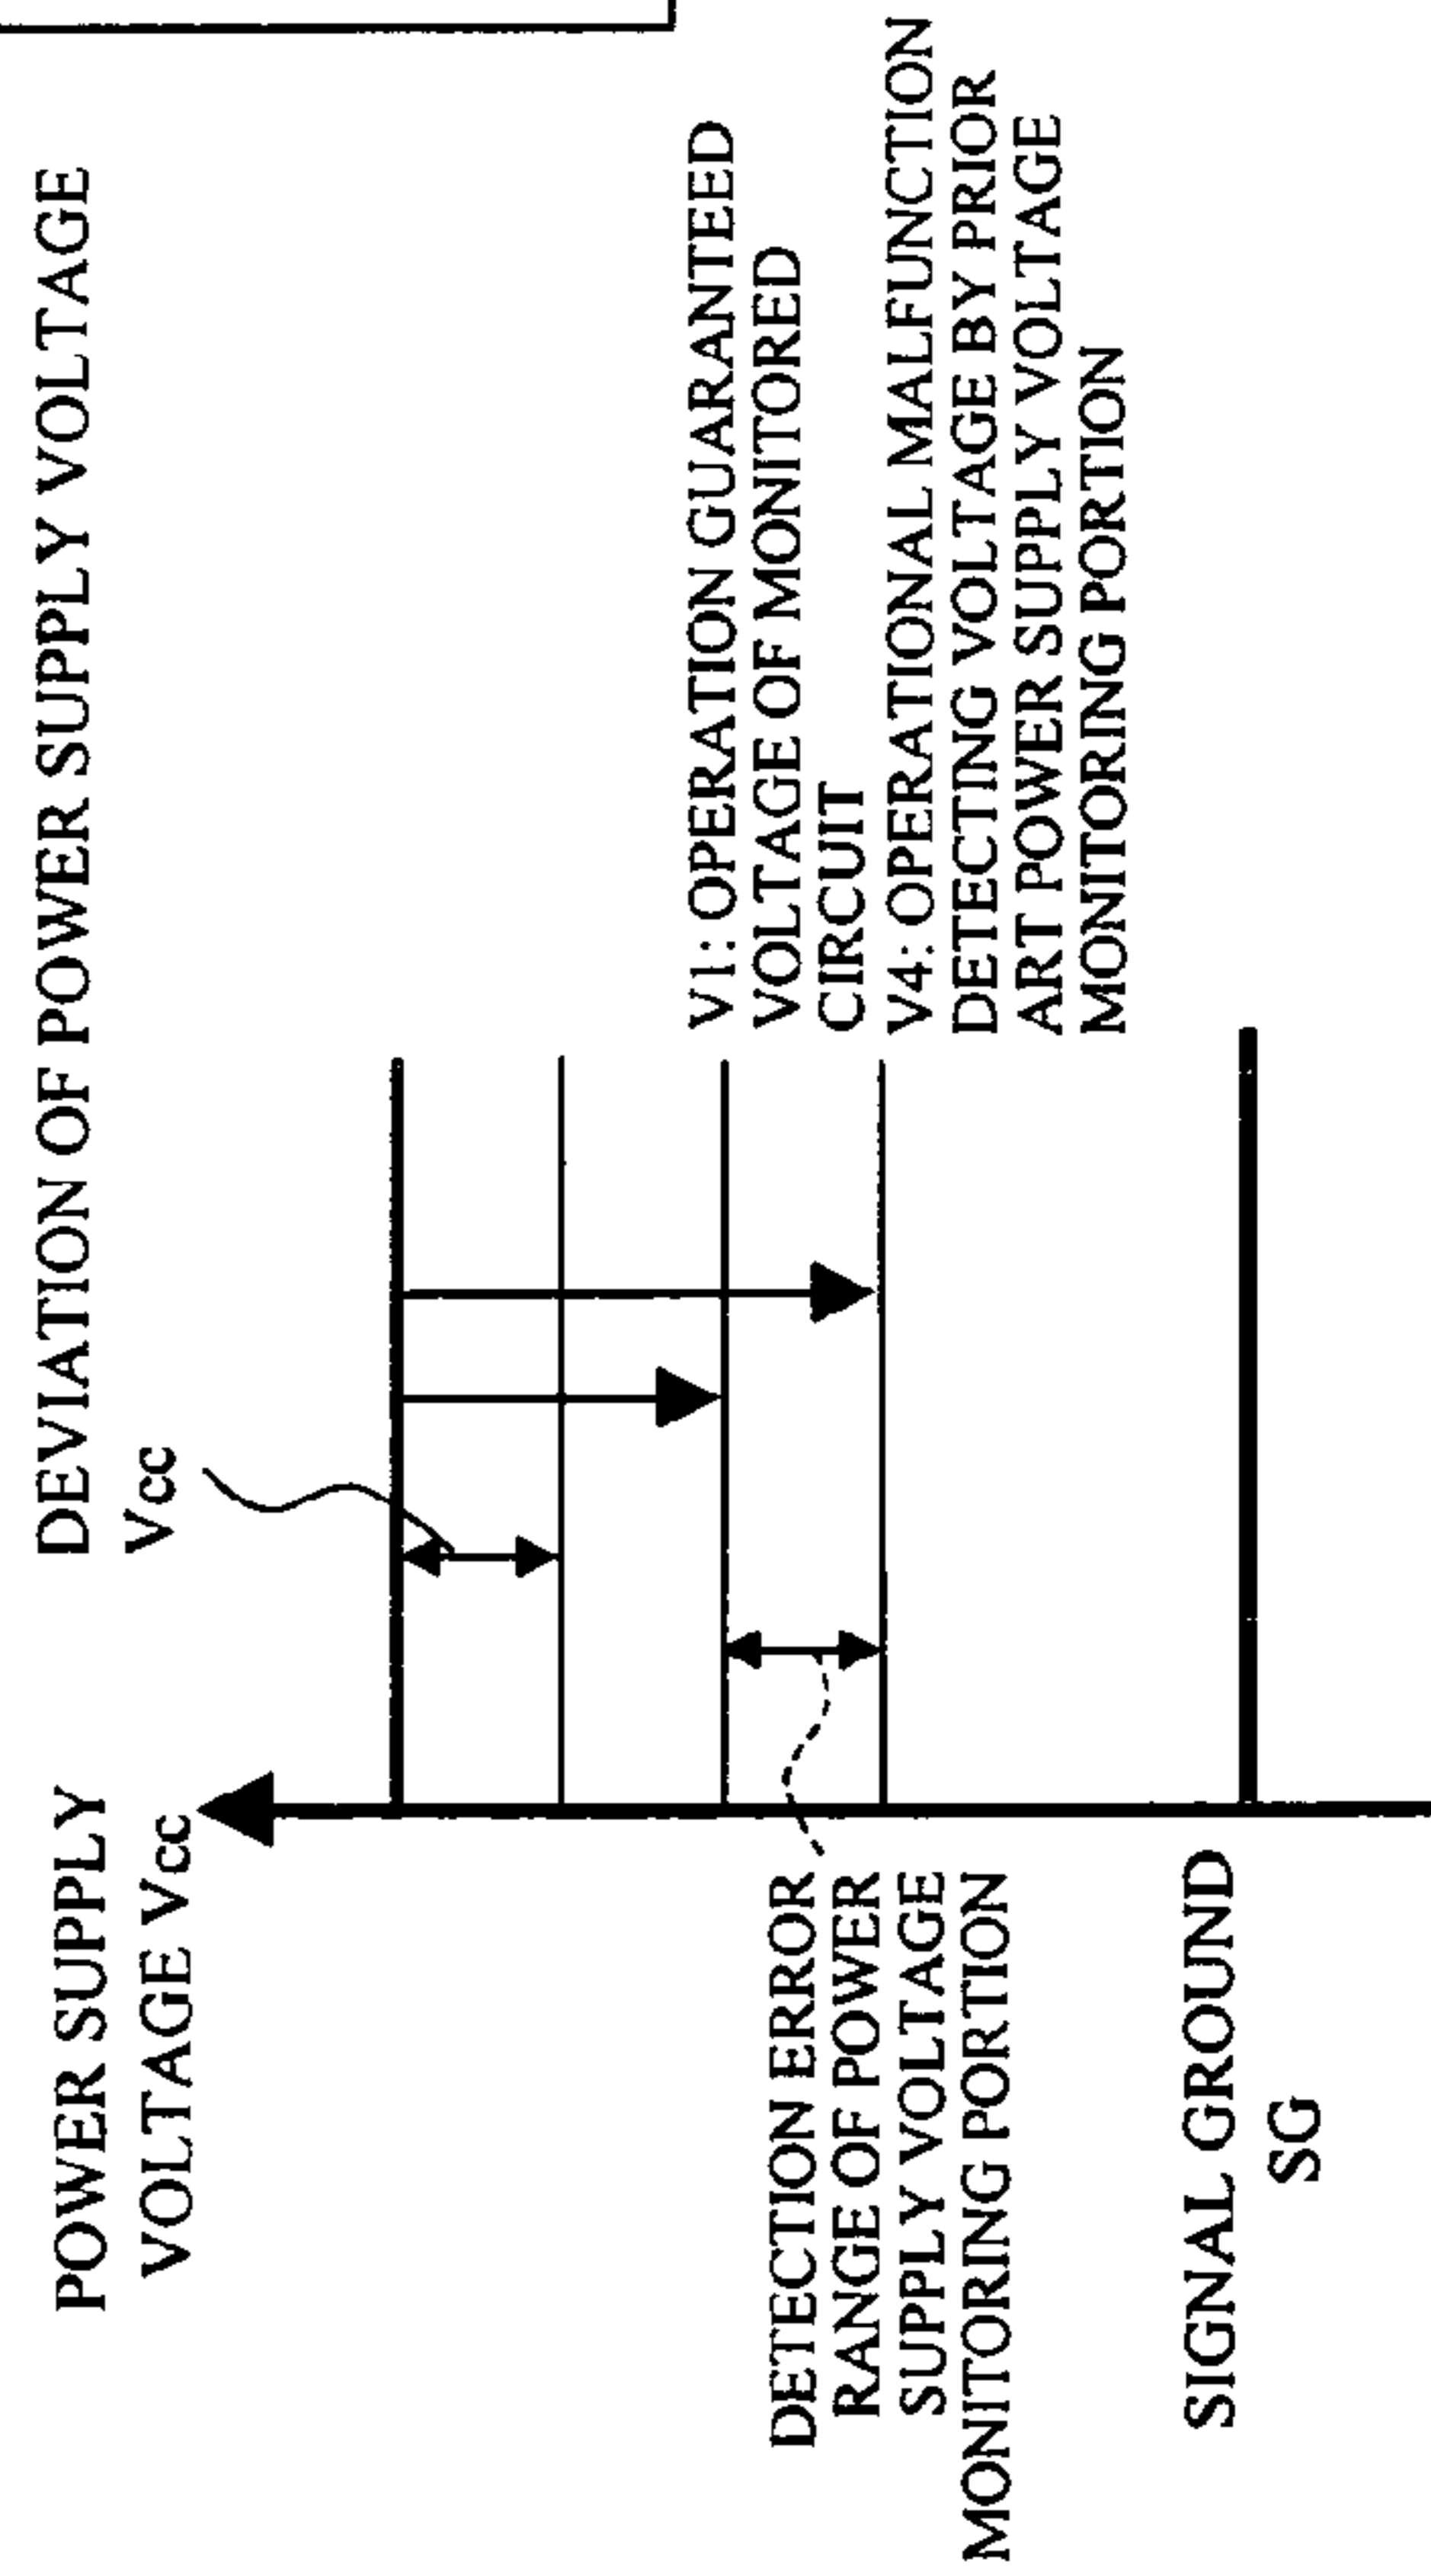 DEVIATION OF POWER SUPPLY VOLTAGE
Vcc
POWER SUPPLY
VOLTAGE Vcc
V1: OPERATION GUARANTEED
VOLTAGE OF MONITORED
CIRCUIT
V4: OPERATIONAL MALFUNCTION
DETECTING VOLTAGE BY PRIOR
ART POWER SUPPLY VOLTAGE
MONITORING PORTION
DETECTION ERROR
RANGE OF POWER
SUPPLY VOLTAGE
MONITORING PORTION
SIGNAL GROUND
SG